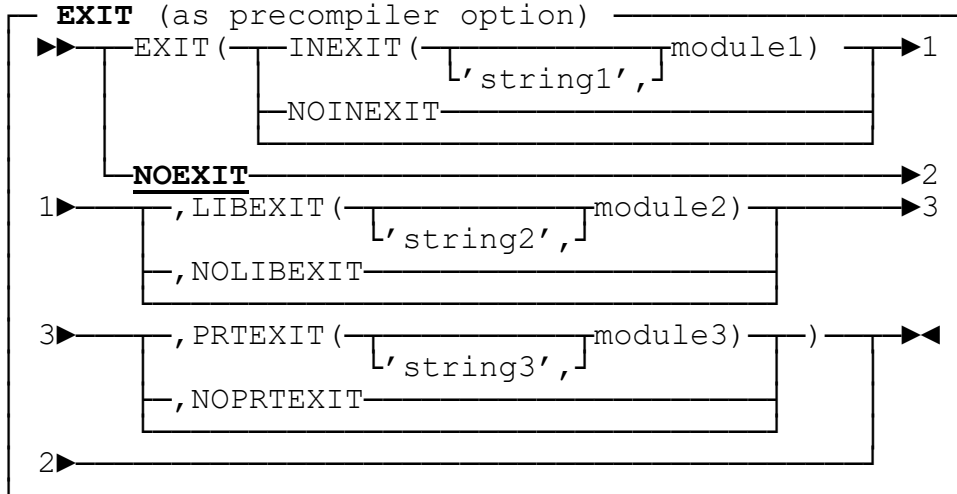 EXIT (as precompiler option)
►►──┬──EXIT(──┬──INEXIT(──┬────────────┬module1)──┬──►1
└'string1',┘
├──NOINEXIT──┤
└──┘
└──NOEXIT──►2
1►──┬──,LIBEXIT(──┬────────────┬module2)──┬──►3
└'string2',┘
├──,NOLIBEXIT──┤
└──┘
3►──┬──,PRTEXIT(──┬────────────┬module3)──┬──)──┬──►◄
└'string3',┘
├──,NOPRTEXIT──┤
└──┘
2►──┘